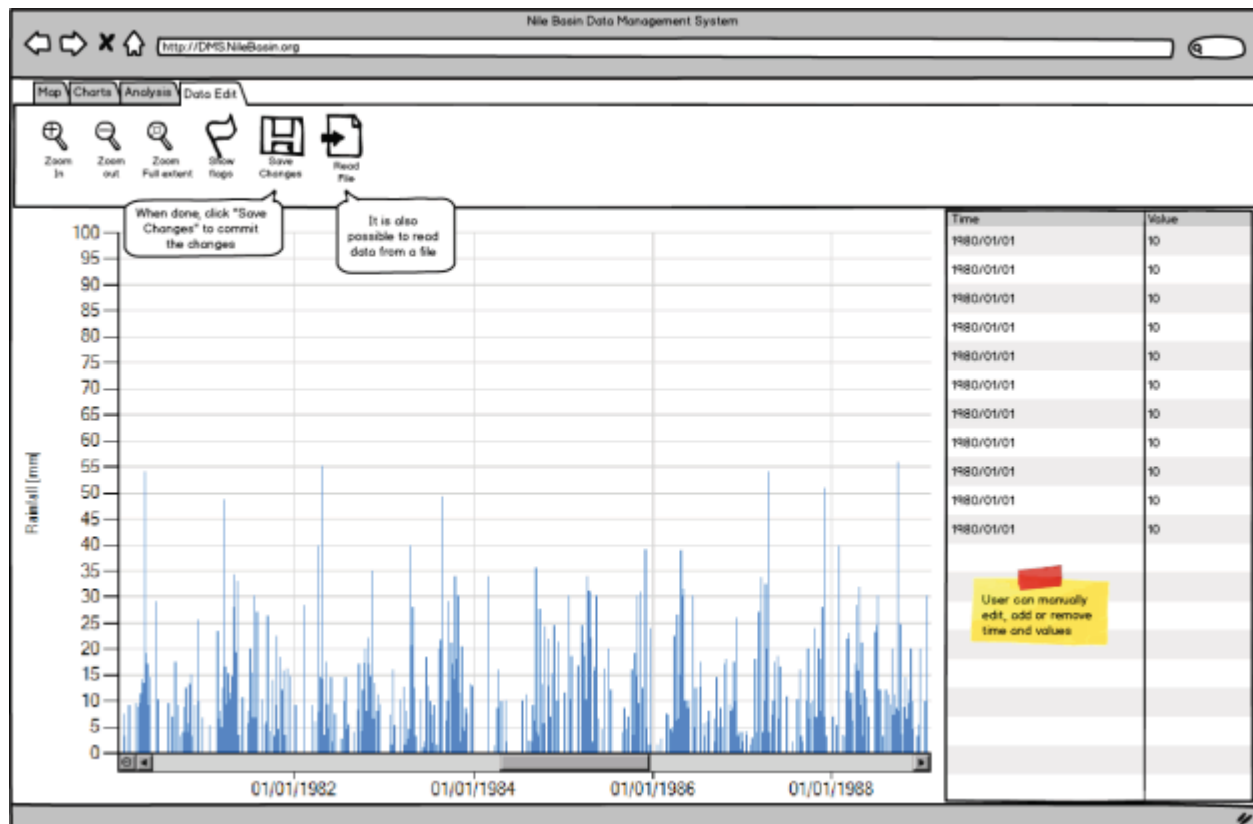 Nile Basin Data Management System
http://DMS.NileBasin.org
Map Charts Analysis Data Edit
Zoom In
Zoom out
Zoom Full extent
Show flags
Save Changes
Read File
When done, click "Save
Changes" to commit
the changes
It is also
possible to read
data from a file
Rainfall [mm]
100
95
90
85
80
75
70
65
60
55
50
45
40
35
30
25
20
15
10
5
0
01/01/1982 01/01/1984 01/01/1986 01/01/1988
Time Value
1980/01/01 10
1980/01/01 10
1980/01/01 10
1980/01/01 10
1980/01/01 10
1980/01/01 10
1980/01/01 10
1980/01/01 10
1980/01/01 10
1980/01/01 10
1980/01/01 10
User can manually
edit, add or remove
time and values